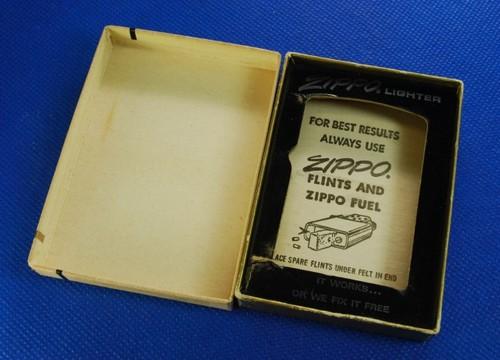 ZIPPO. LIGHTER
FOR BEST RESULTS
ALWAYS USE
ZIPPO.
FLINTS AND
ZIPPO FUEL
ACE SPARE FLINTS UNDER FELT IN END
IT WORKS...
OR WE FIX IT FREE